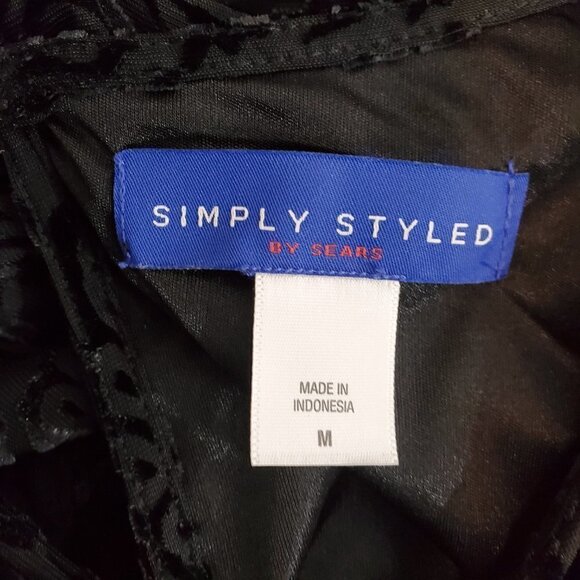 SIMPLY STYLED
BY SEARS
MADE IN
INDONESIA
M